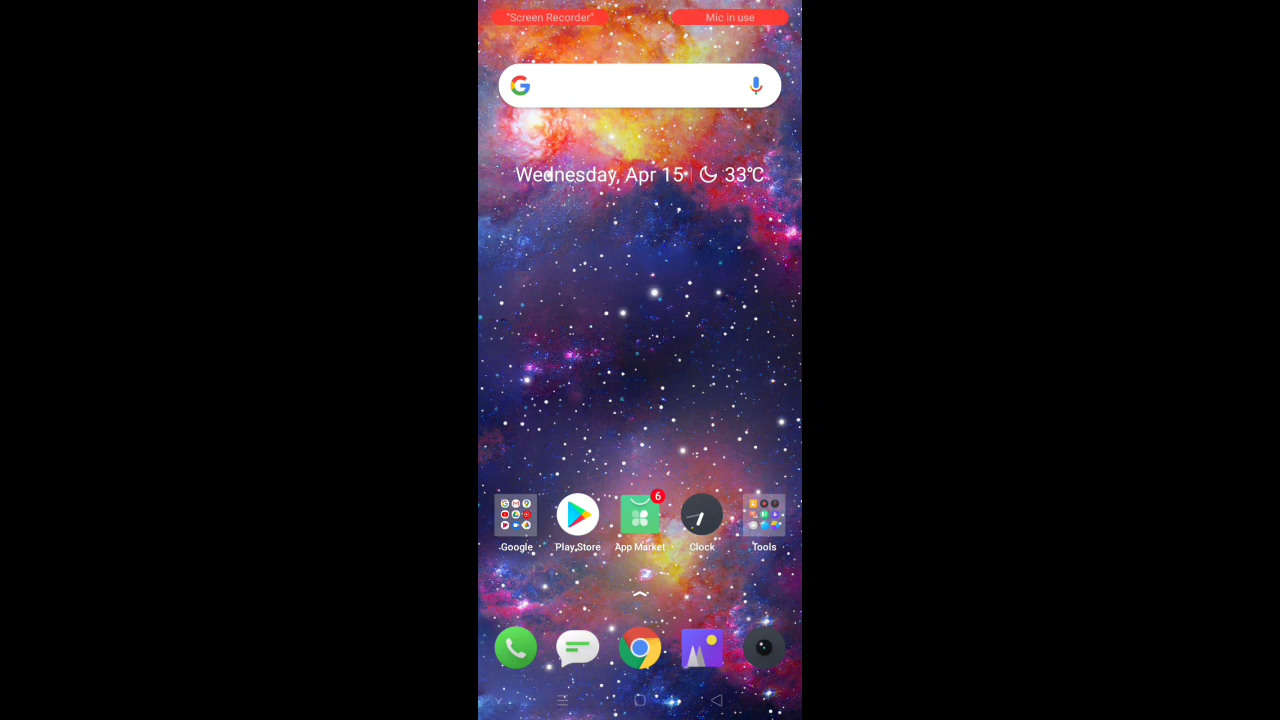 "Screen Recorder" Mic in use
Wednesday, Apr 15 | 33°C
6
Google Play Store App Market Clock Tools